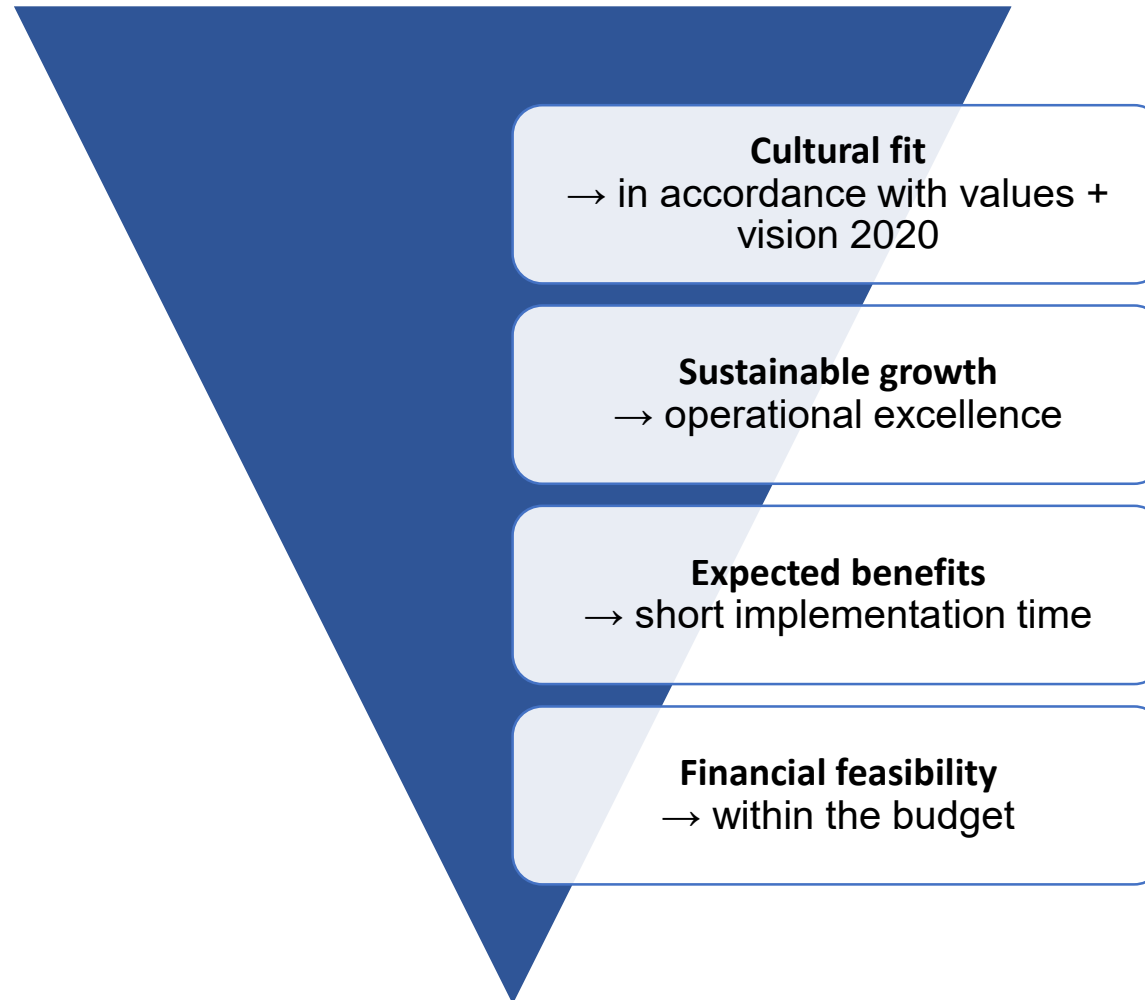 Cultural fit
→ in accordance with values +
vision 2020
Sustainable growth
→ operational excellence
Expected benefits
→ short implementation time
Financial feasibility
→ within the budget